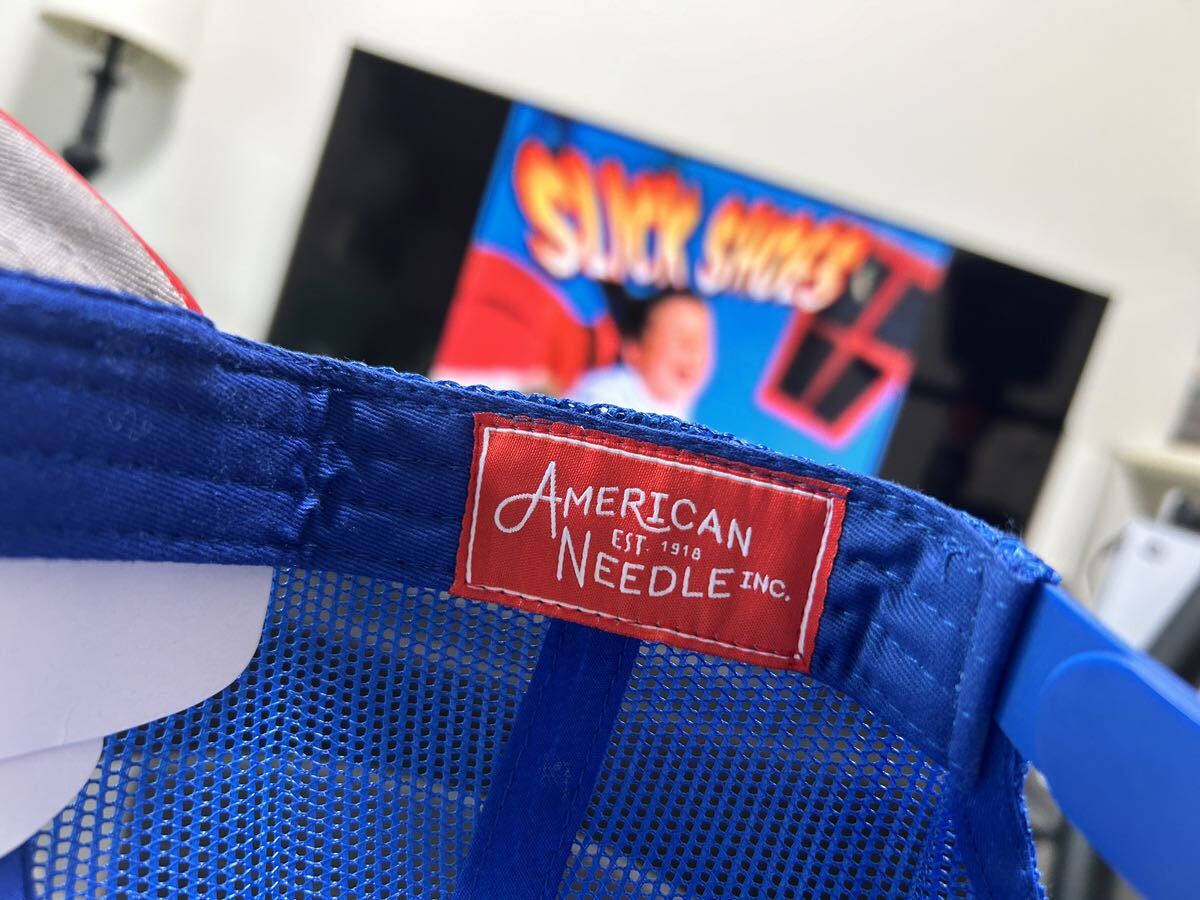 SLICK SHOES
AMERICAN
EST. 1918
NEEDLE INC.